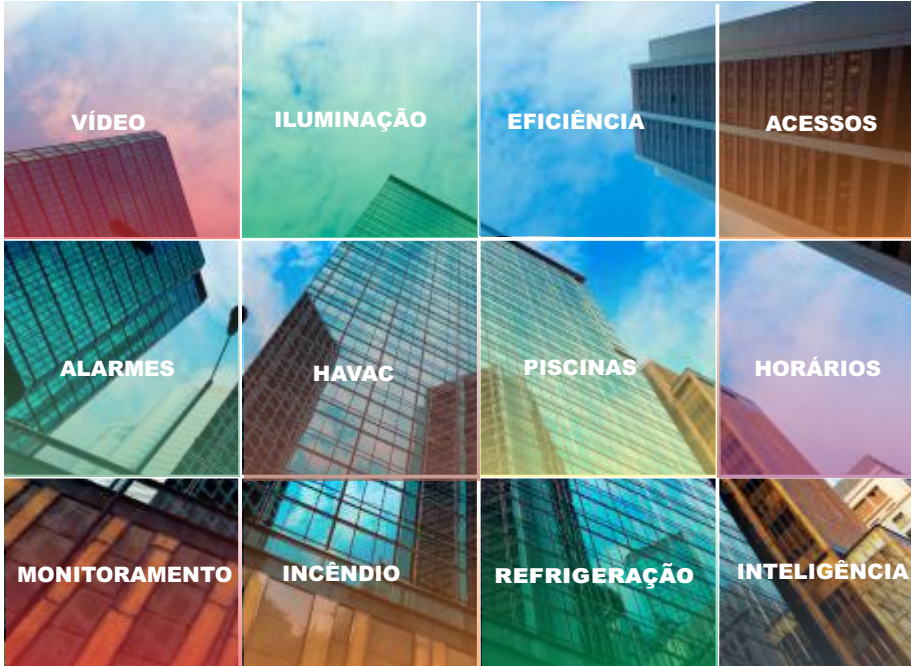 VÍDEO
ILUMINAÇÃO
EFICIÊNCIA
ACESSOS
ALARMES
HAVAC
PISCINAS
HORÁRIOS
MONITORAMENTO
INCÊNDIO
REFRIGERAÇÃO
INTELIGÊNCIA